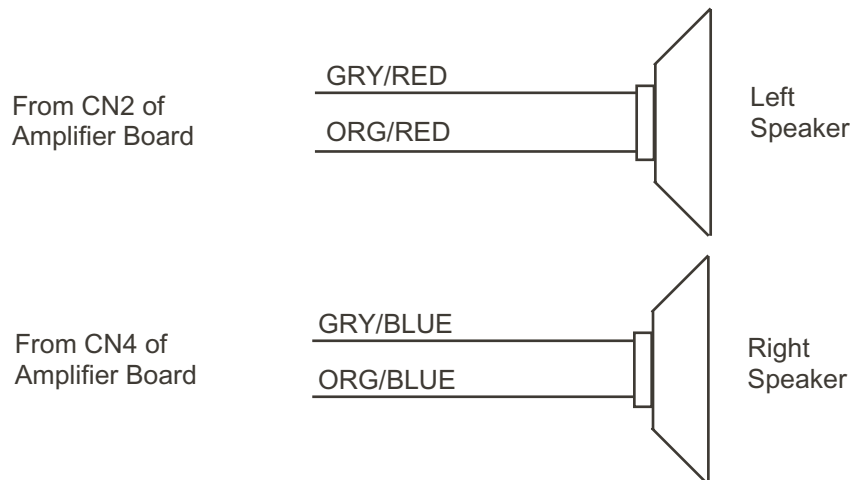 GRY/RED
From CN2 of
Amplifier Board
ORG/RED
Left
Speaker
GRY/BLUE
From CN4 of
Amplifier Board
ORG/BLUE
Right
Speaker